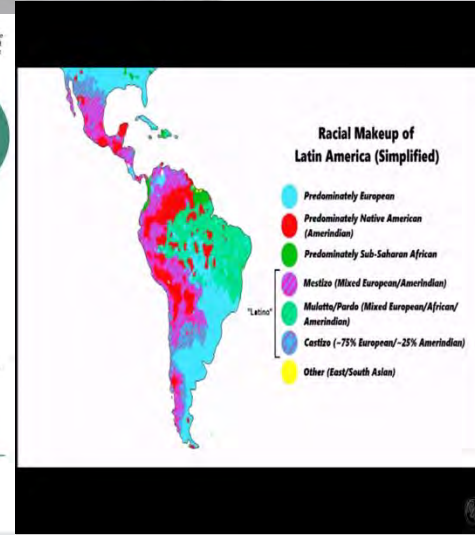 Racial Makeup of
Latin America (Simplified)
Predominately European
Predominately Native American
(Amerindian)
Predominately Sub-Saharan African
Mestizo (Mixed European/Amerindian)
"Latino"
Mulatto/Pardo (Mixed European/African/
Amerindian)
Castizo (~75% European/~25% Amerindian)
Other (East/South Asian)